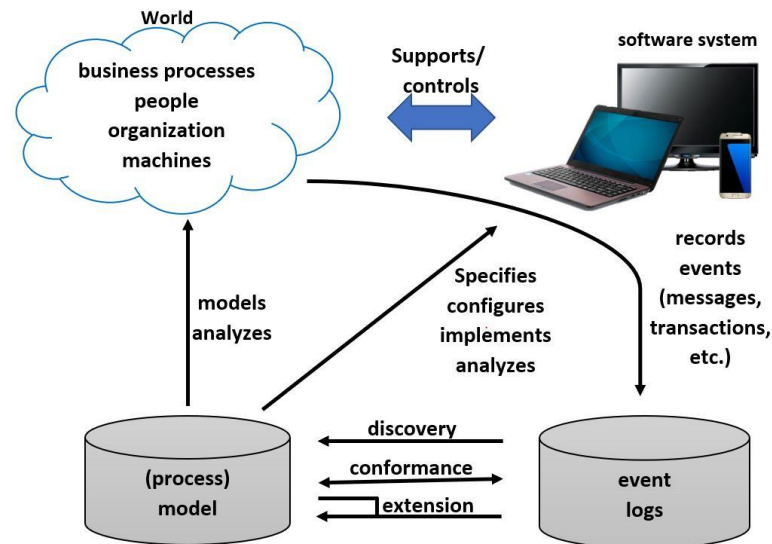 World
business processes
people
organization
machines
Supports/
controls
software system
records
events
(messages,
transactions,
etc.)
models
analyzes
Specifies
configures
implements
analyzes
discovery
conformance
extension
(process)
model
event
logs